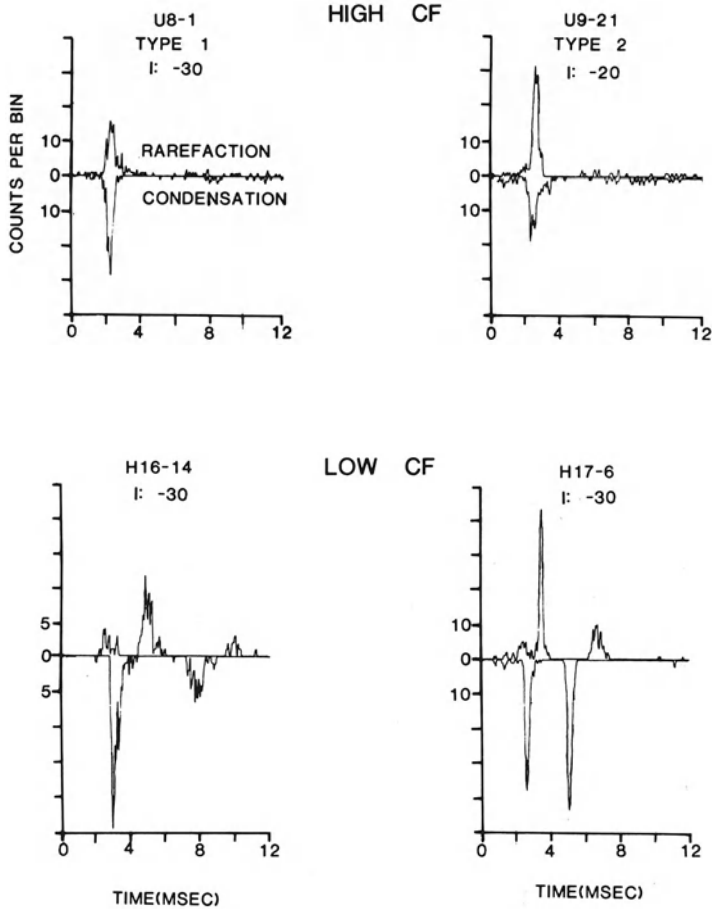 HIGH CF
U8-1
TYPE 1
I: -30
COUNTS PER BIN
10
0
10
RAREFACTION
CONDENSATION
0 4 8 12
U9-21
TYPE 2
I: -20
10
0
10
0 4 8 12
LOW CF
H16-14
I: -30
5
0
5
0 4 8 12
TIME(MSEC)
H17-6
I: -30
10
0
10
0 4 8 12
TIME(MSEC)